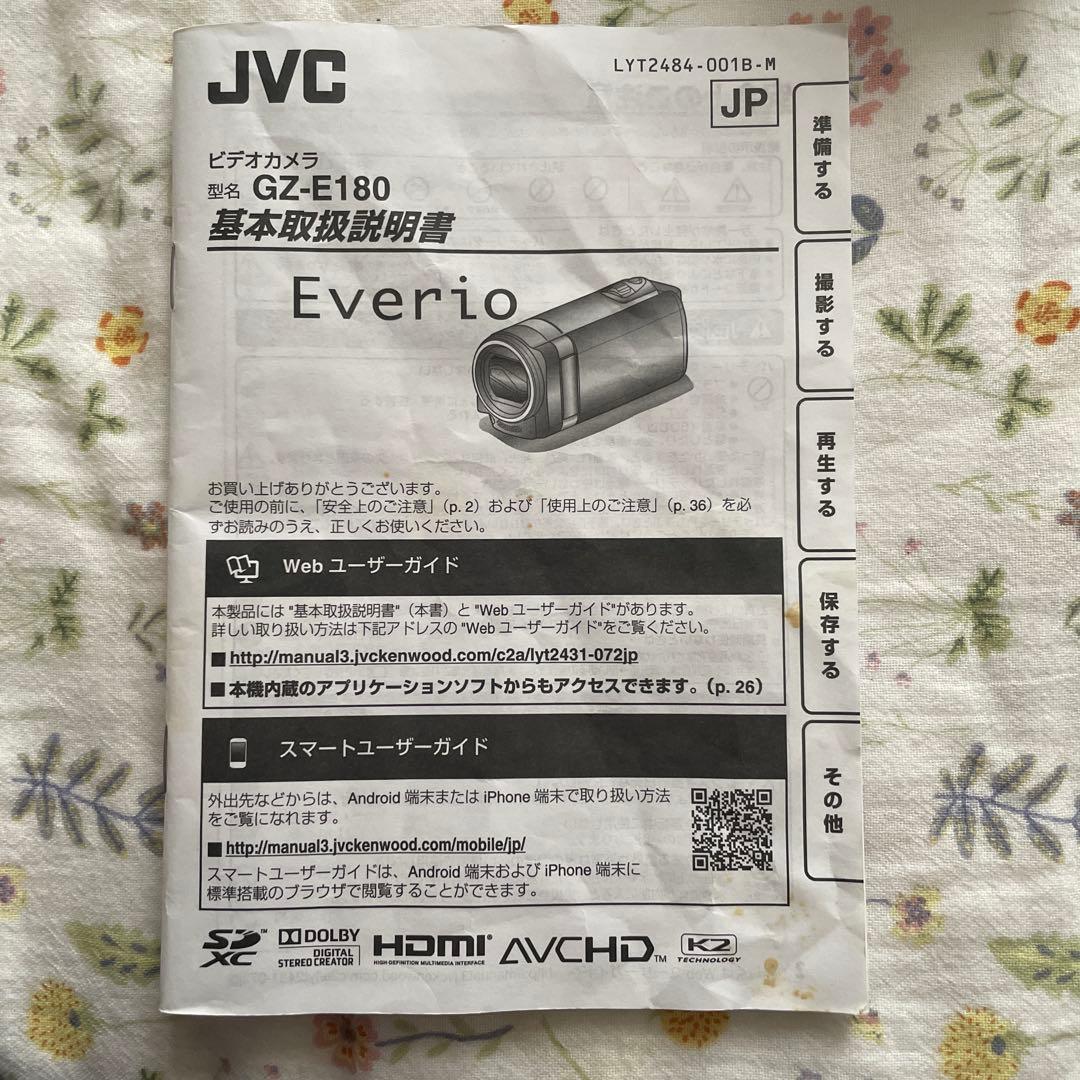 JVC
LYT2484-001B-M
JP
ビデオカメラ
型名 GZ-E180
基本取扱説明書
Everio
お買い上げありがとうございます。
ご使用の前に、「安全上のご注意」（p. 2）および「使用上のご注意」（p. 36）を必
ずお読みのうえ、正しくお使いください。
Web ユーザーガイド
本製品には "基本取扱説明書"（本書）と "Web ユーザーガイド"があります。
詳しい取り扱い方法は下記アドレスの "Web ユーザーガイド"をご覧ください。
■ http://manual3.jvckenwood.com/c2a/lyt2431-072jp
■ 本機内蔵のアプリケーションソフトからもアクセスできます。（p. 26）
スマートユーザーガイド
外出先などからは、Android 端末または iPhone 端末で取り扱い方法
をご覧になれます。
■ http://manual3.jvckenwood.com/mobile/jp/
スマートユーザーガイドは、Android 端末および iPhone 端末に
標準搭載のブラウザで閲覧することができます。
SD XC ™
DOLBY DIGITAL STEREO CREATOR
HDMI® HIGH-DEFINITION MULTIMEDIA INTERFACE
AVCHD™
K2 TECHNOLOGY
準備する
撮影する
再生する
保存する
その他